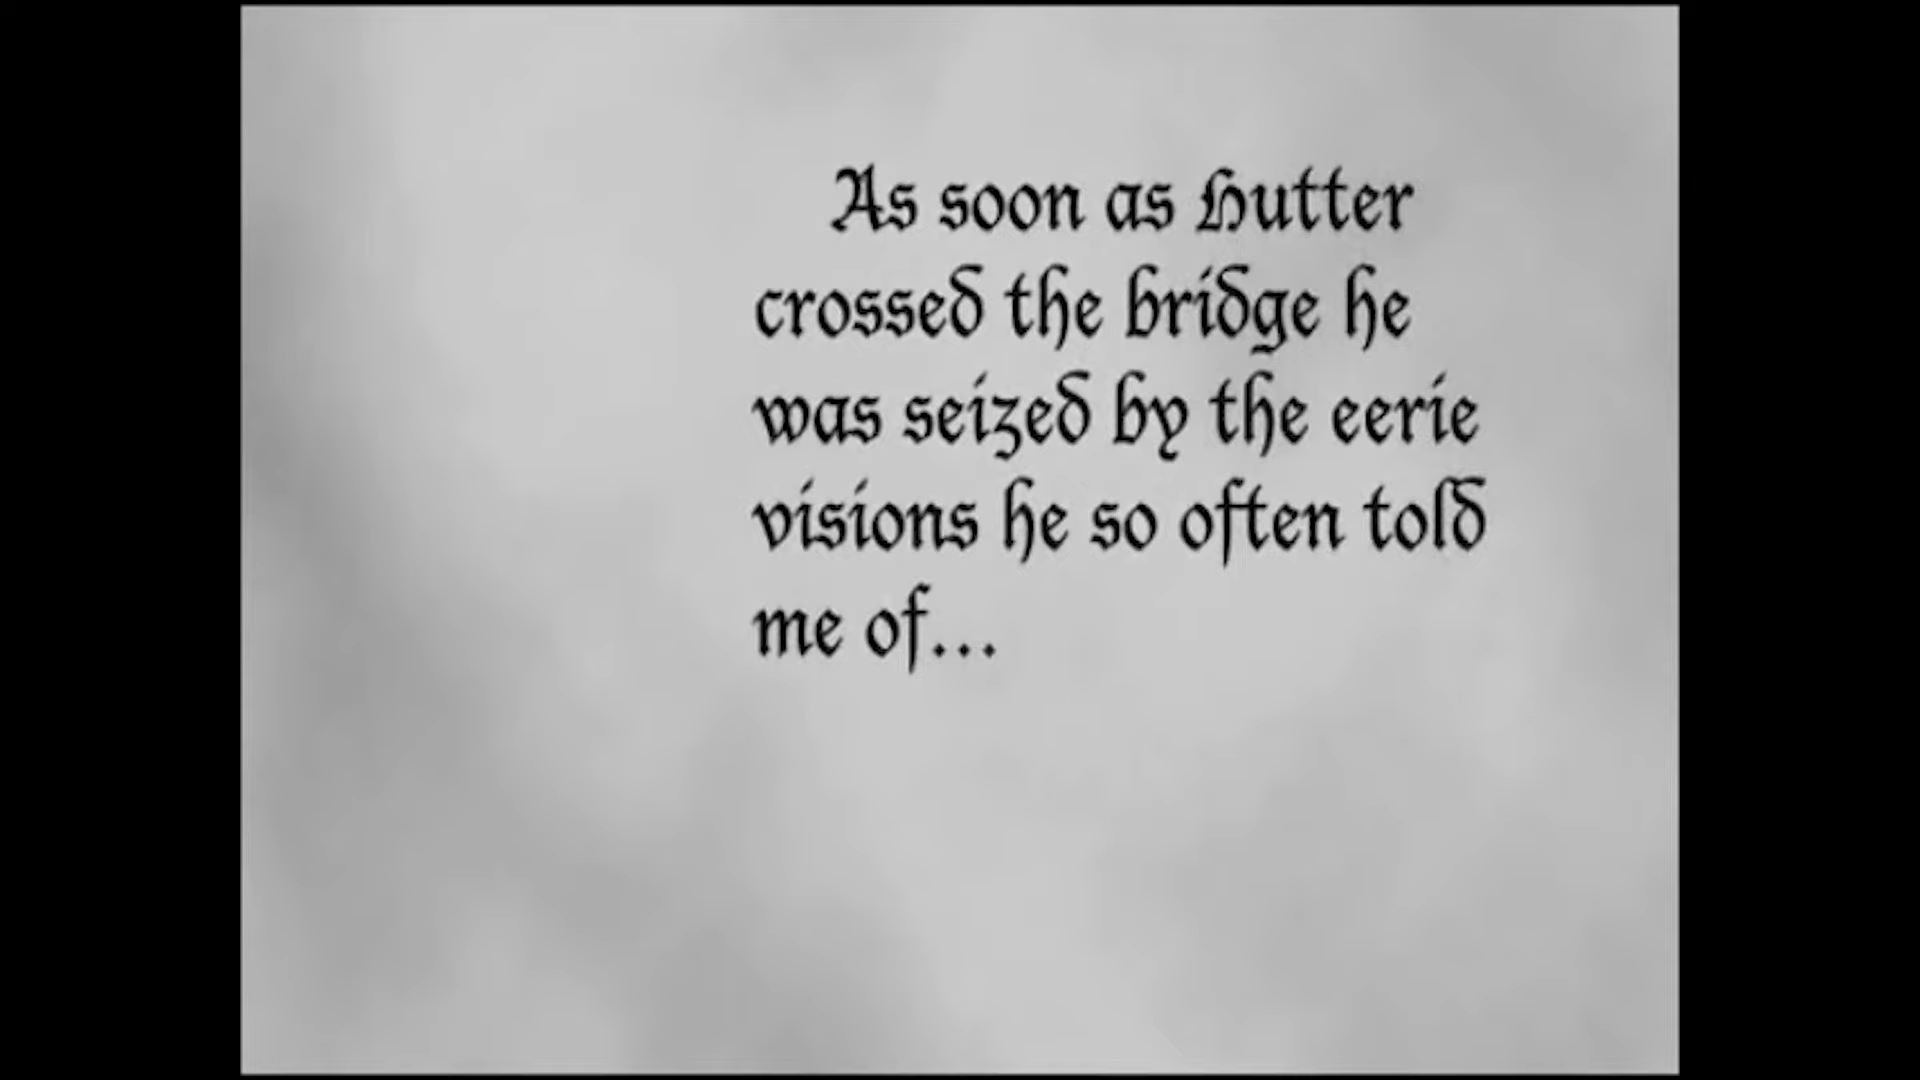 As soon as Hutter
crossed the bridge he
was seized by the eerie
visions he so often told
me of...